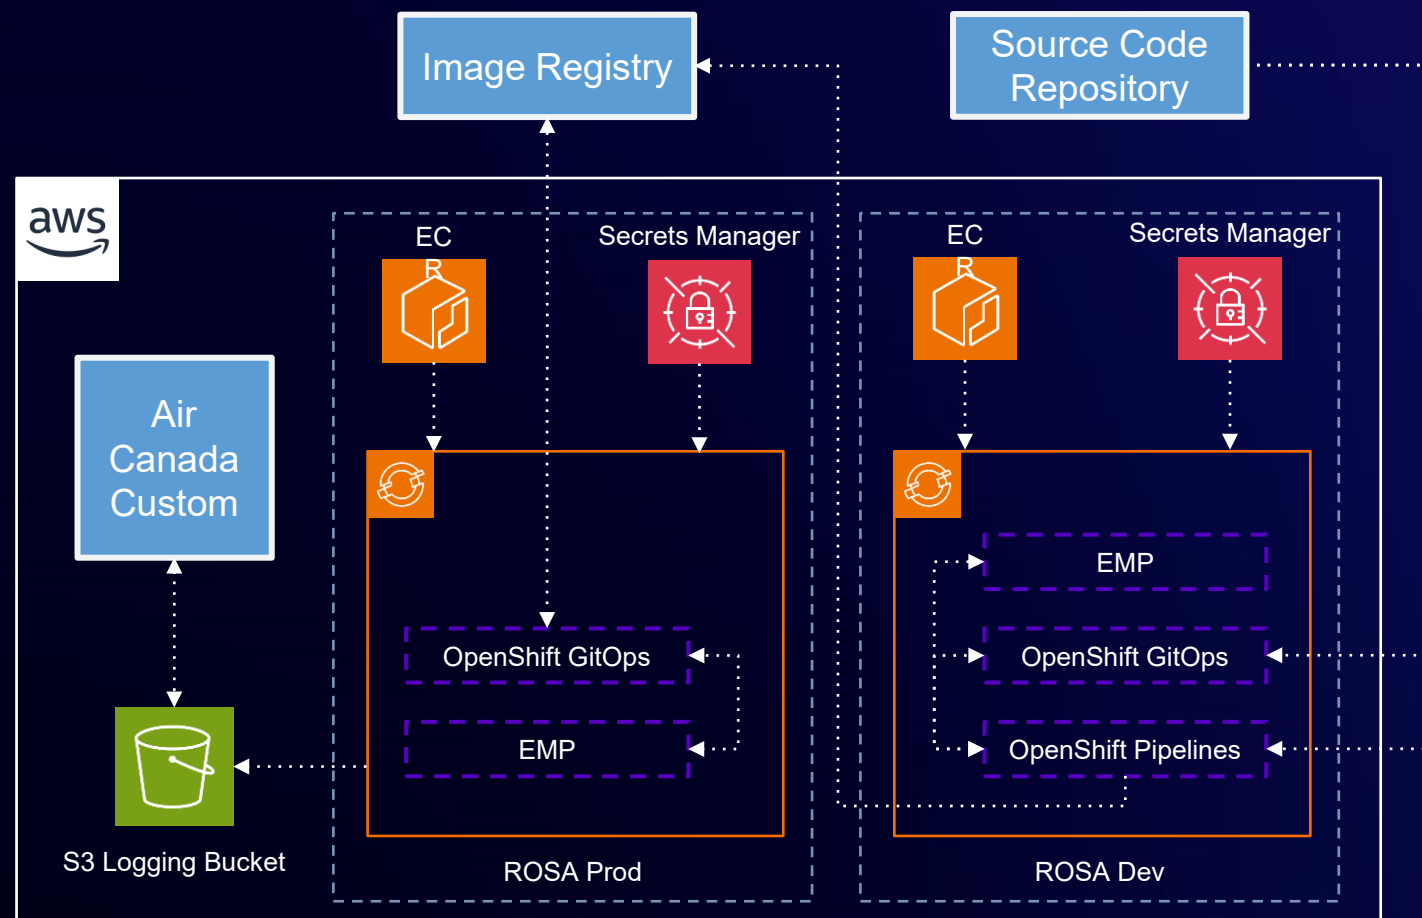 Image Registry
Source Code
Repository
aws
EC
R
Secrets Manager
EC
R
Secrets Manager
Air
Canada
Custom
EMP
OpenShift GitOps
OpenShift GitOps
EMP
OpenShift Pipelines
S3 Logging Bucket
ROSA Prod
ROSA Dev